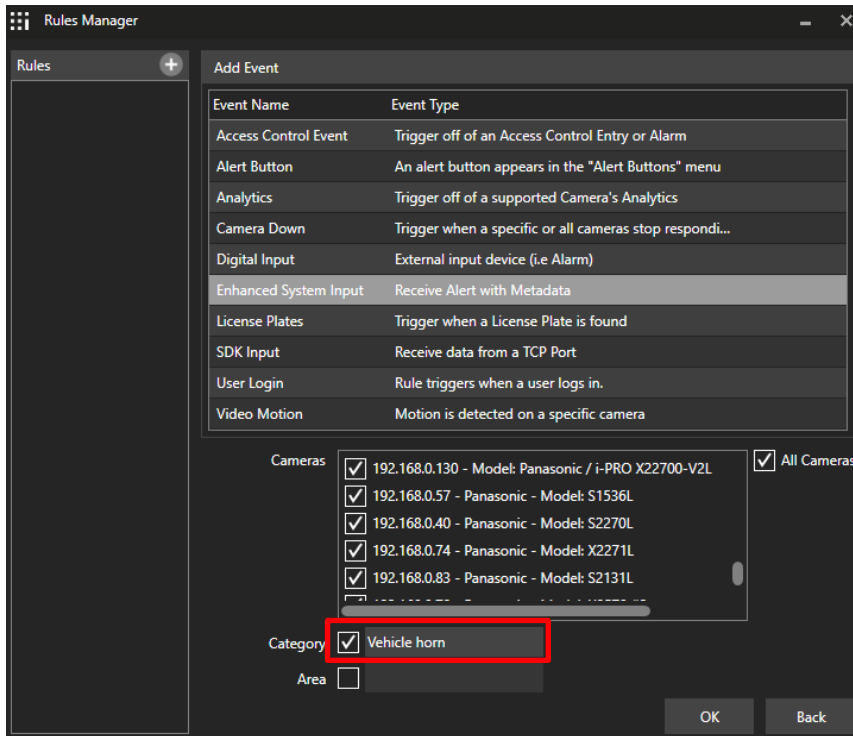 Rules Manager
Rules
Add Event
Event Name Event Type
Access Control Event Trigger off of an Access Control Entry or Alarm
Alert Button An alert button appears in the "Alert Buttons" menu
Analytics Trigger off of a supported Camera's Analytics
Camera Down Trigger when a specific or all cameras stop respondi...
Digital Input External input device (i.e Alarm)
Enhanced System Input Receive Alert with Metadata
License Plates Trigger when a License Plate is found
SDK Input Receive data from a TCP Port
User Login Rule triggers when a user logs in.
Video Motion Motion is detected on a specific camera
Cameras 192.168.0.130 - Model: Panasonic / i-PRO X22700-V2L All Cameras
192.168.0.57 - Panasonic - Model: S1536L
192.168.0.40 - Panasonic - Model: S2270L
192.168.0.74 - Panasonic - Model: X2271L
192.168.0.83 - Panasonic - Model: S2131L
Category Vehicle horn
Area
OK Back